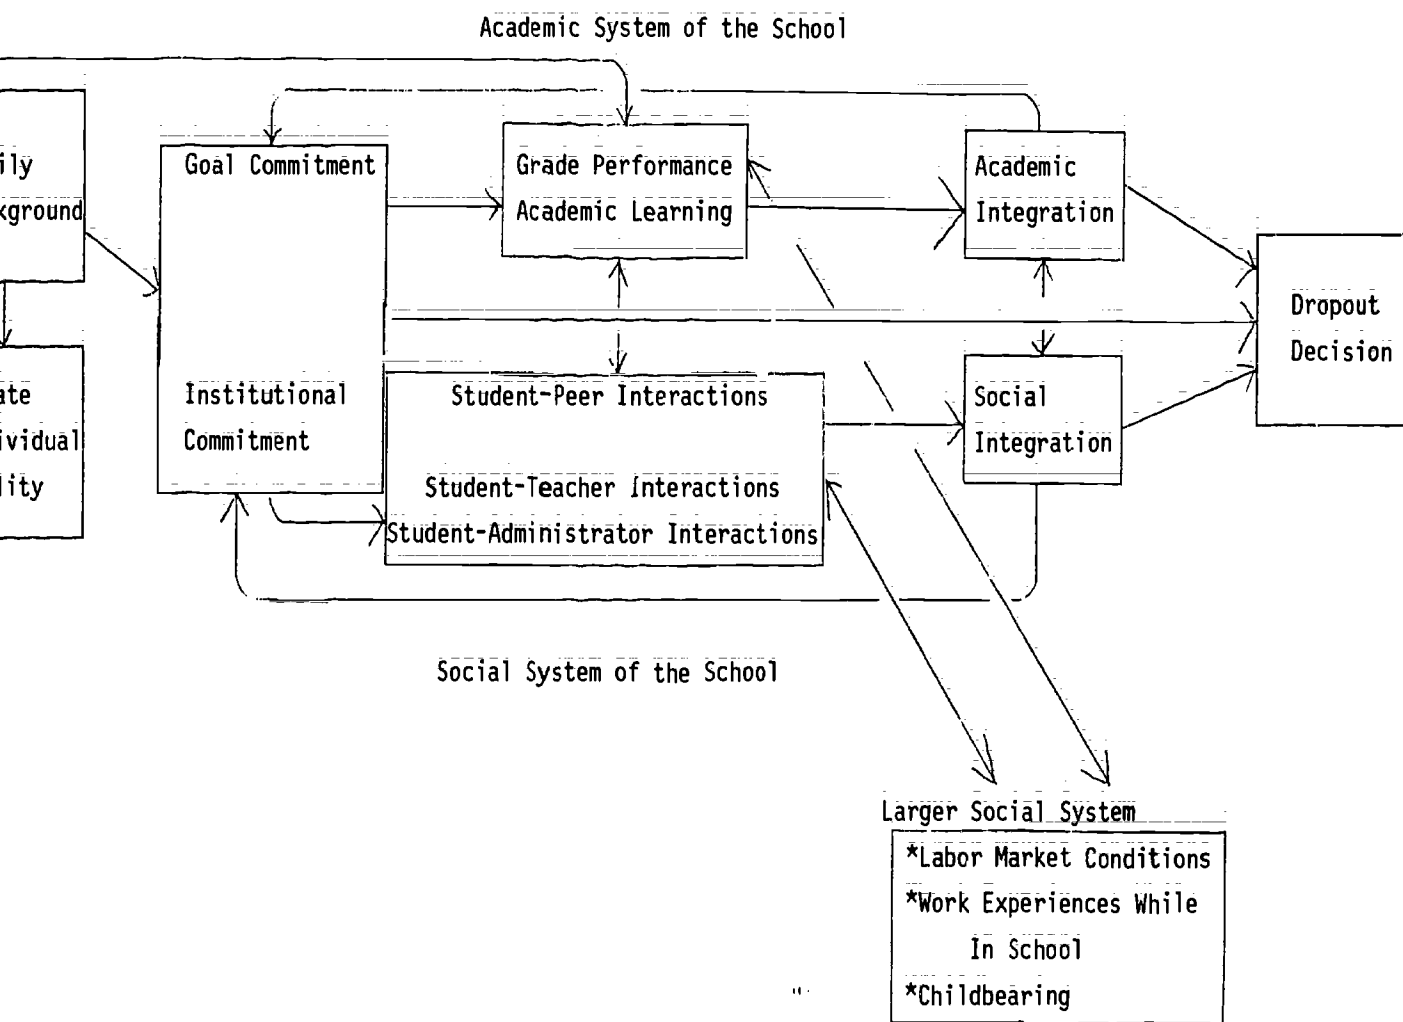 Academic System of the School
ily
kground
Goal Commitment
Grade Performance
Academic Learning
Academic
Integration
Dropout
Decision
ate
ividual
lity
Institutional
Commitment
Student-Peer Interactions
Student-Teacher Interactions
Student-Administrator Interactions
Social
Integration
Social System of the School
Larger Social System
*Labor Market Conditions
*Work Experiences While
In School
*Childbearing